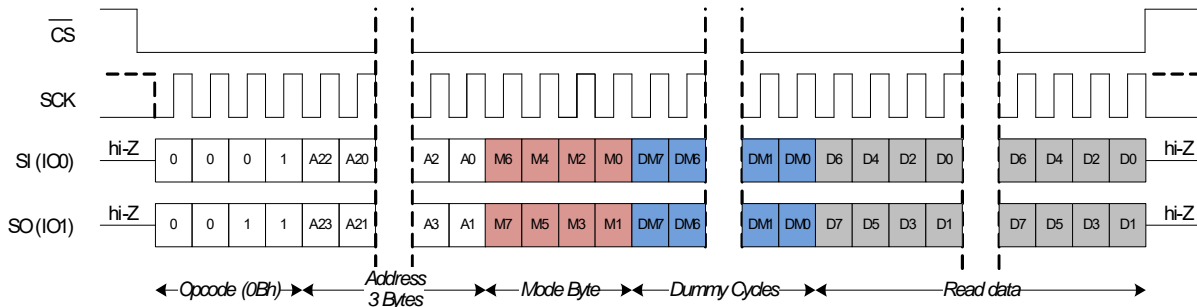 CS
SCK
SI (IO0) hi-Z 0 0 0 1 A22 A20 A2 A0 M6 M4 M2 M0 DM7 DM6 DM1 DM0 D6 D4 D2 D0 D6 D4 D2 D0 hi-Z
SO (IO1) hi-Z 0 0 1 1 A23 A21 A3 A1 M7 M5 M3 M1 DM7 DM6 DM1 DM0 D7 D5 D3 D1 D7 D5 D3 D1 hi-Z
Opcode (0Bh) Address Mode Byte Dummy Cycles Read data
3 Bytes